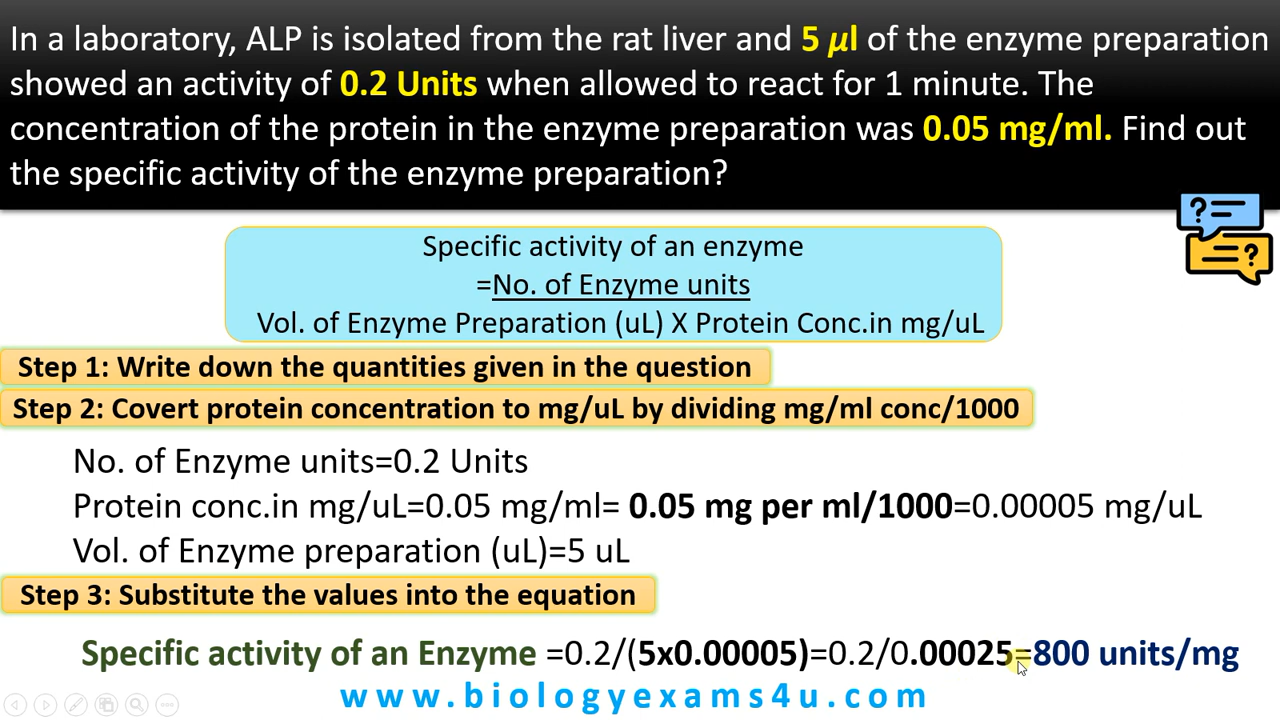 In a laboratory, ALP is isolated from the rat liver and 5 µl of the enzyme preparation
showed an activity of 0.2 Units when allowed to react for 1 minute. The
concentration of the protein in the enzyme preparation was 0.05 mg/ml. Find out
the specific activity of the enzyme preparation?
Specific activity of an enzyme
=No. of Enzyme units
Vol. of Enzyme Preparation (uL) X Protein Conc.in mg/uL
Step 1: Write down the quantities given in the question
Step 2: Covert protein concentration to mg/uL by dividing mg/ml conc/1000
No. of Enzyme units=0.2 Units
Protein conc.in mg/uL=0.05 mg/ml= 0.05 mg per ml/1000=0.00005 mg/uL
Vol. of Enzyme preparation (uL)=5 uL
Step 3: Substitute the values into the equation
Specific activity of an Enzyme =0.2/(5x0.00005)=0.2/0.00025=800 units/mg
www.biologyexams4u.com